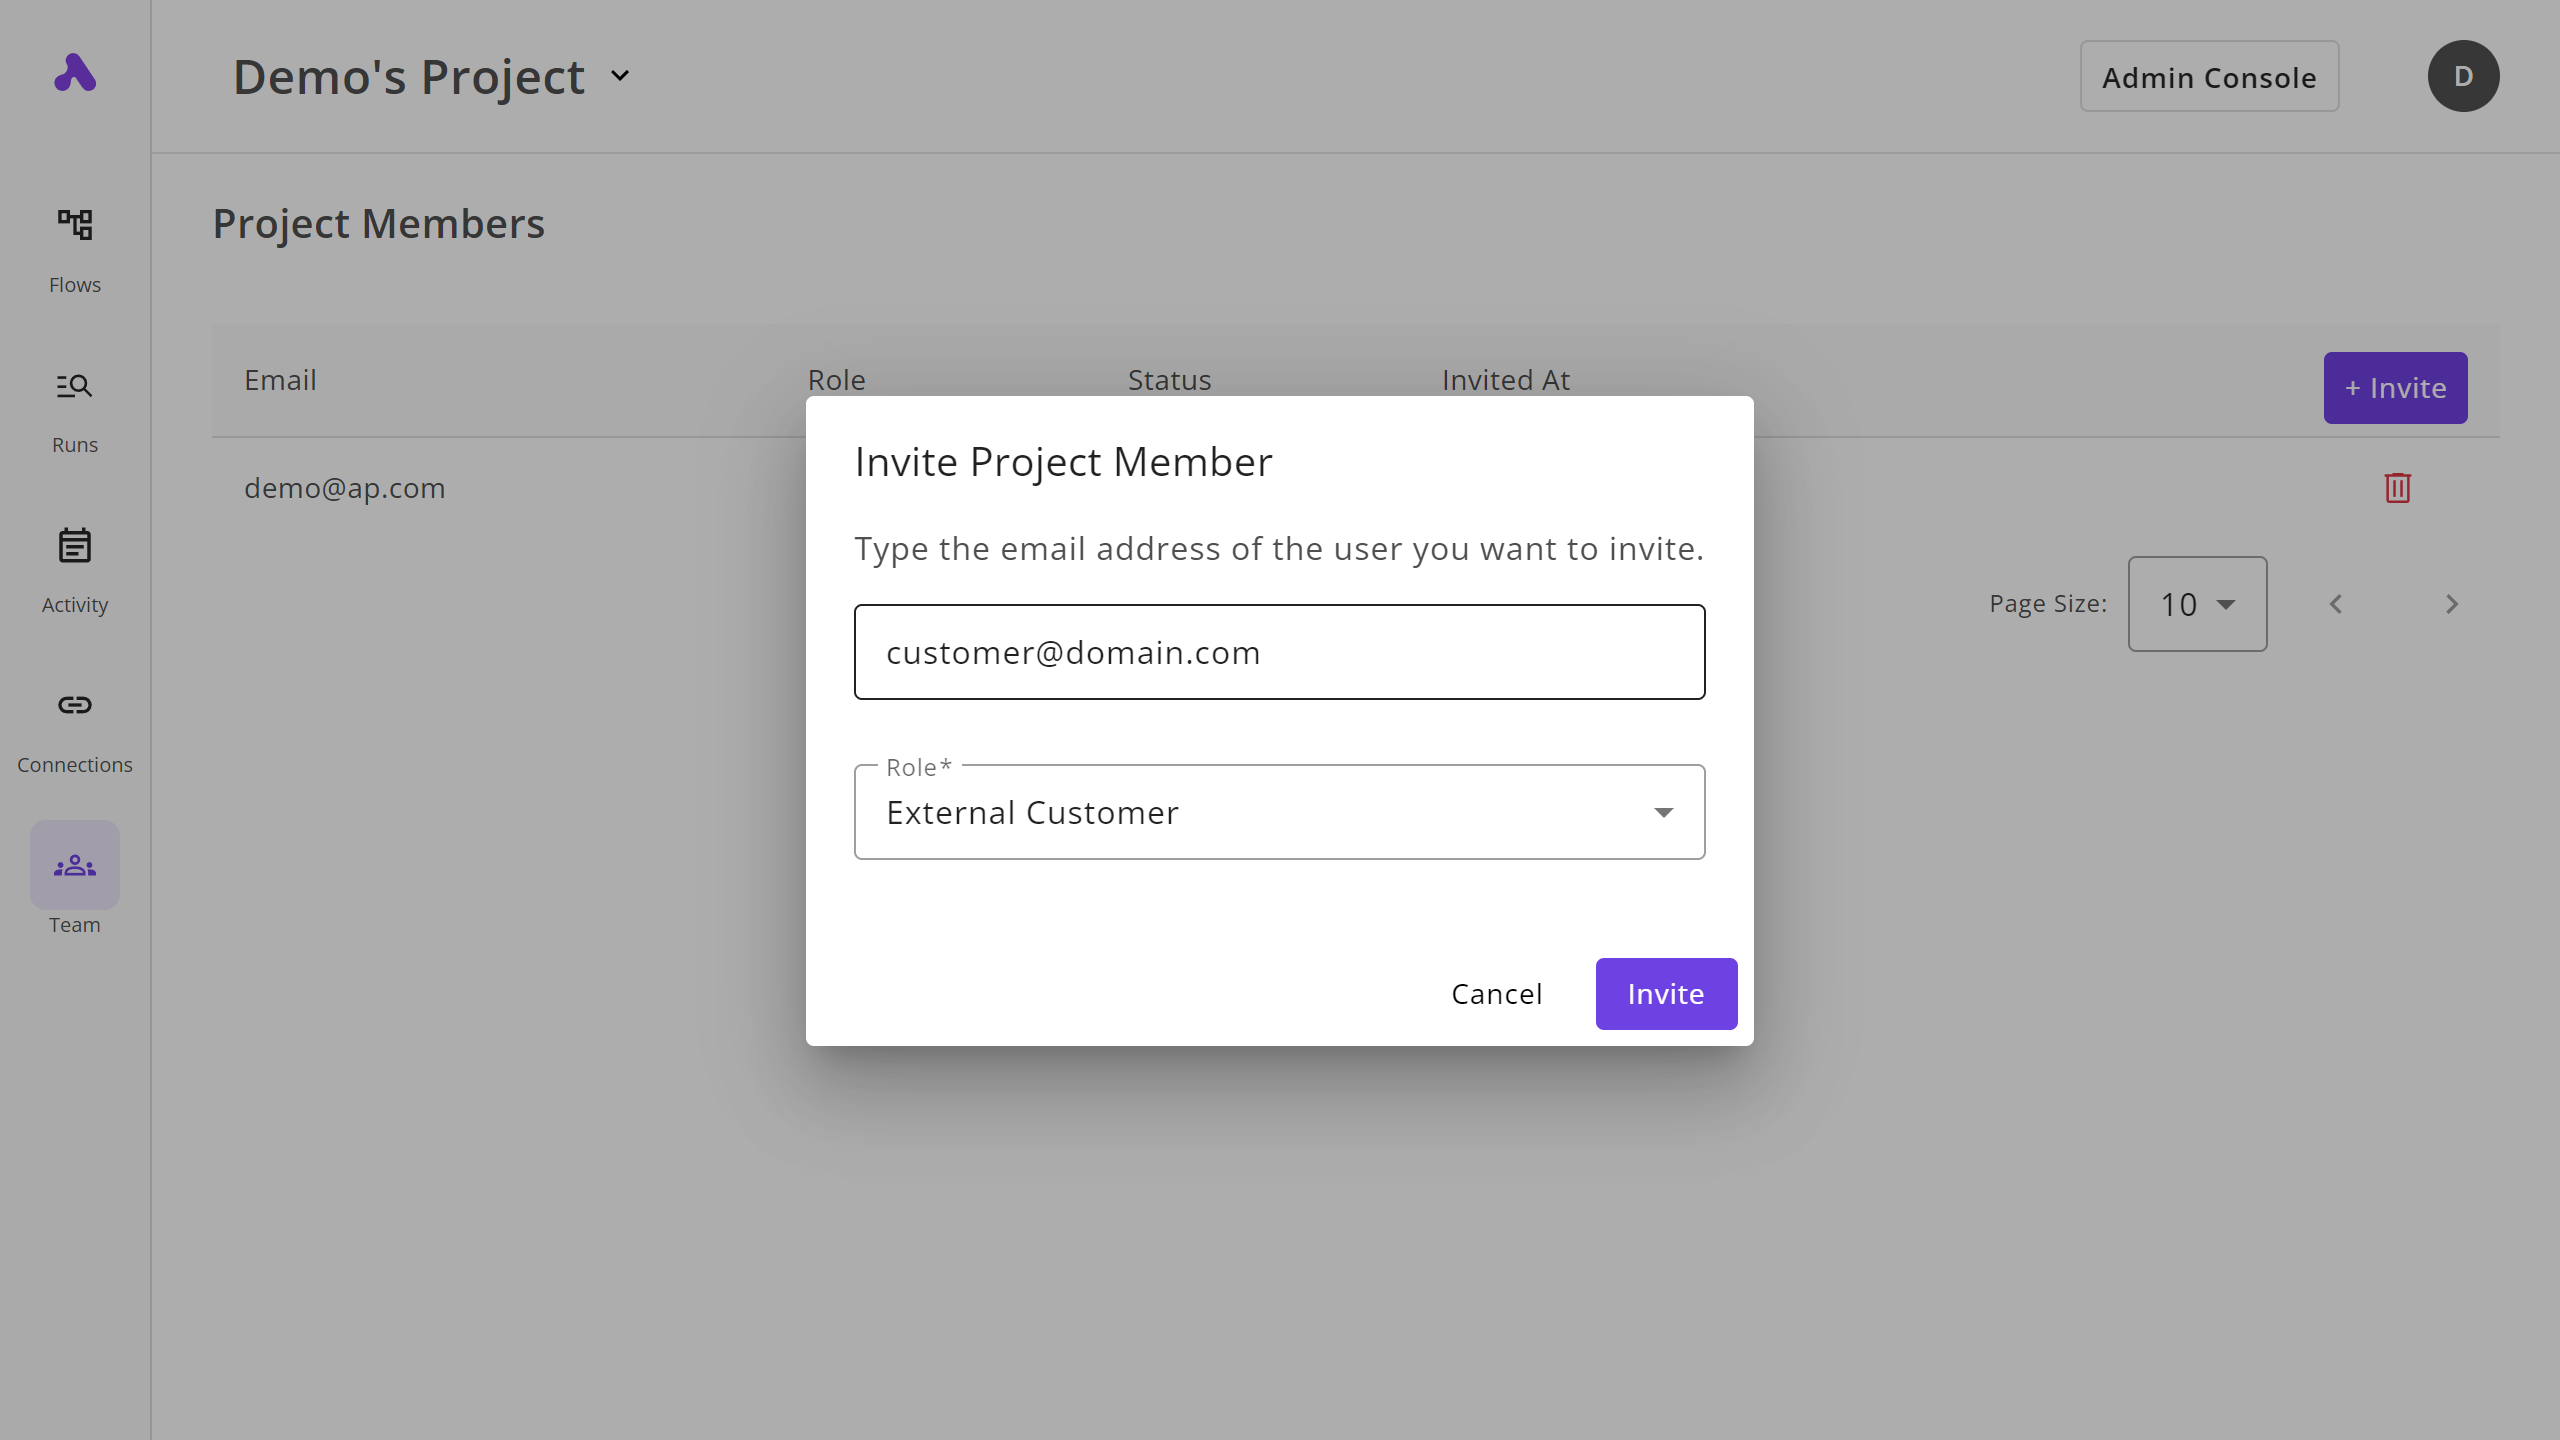 Demo's Project
Admin Console
D
Flows
Runs
Activity
Connections
Team
Project Members
Email Role Status Invited At + Invite
demo@ap.com
Page Size: 10
Invite Project Member
Type the email address of the user you want to invite.
customer@domain.com
Role*
External Customer
Cancel Invite